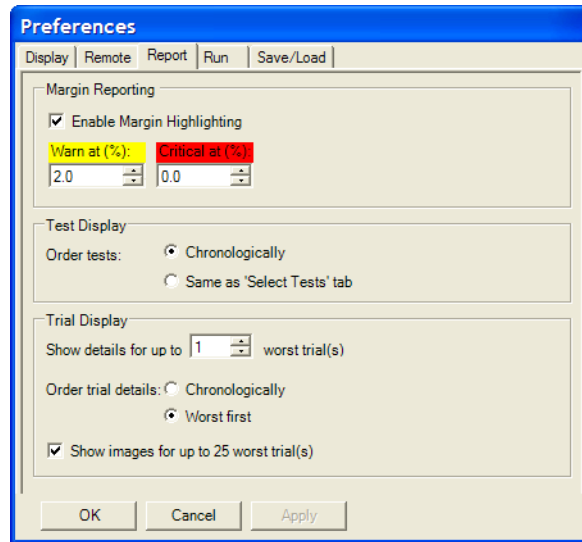 Preferences
Display Remote Report Run Save/Load
Margin Reporting
Enable Margin Highlighting
Warn at (%): Critical at (%):
2.0 0.0
Test Display
Order tests: Chronologically
Same as 'Select Tests' tab
Trial Display
Show details for up to 1 worst trial(s)
Order trial details: Chronologically
Worst first
Show images for up to 25 worst trial(s)
OK Cancel Apply